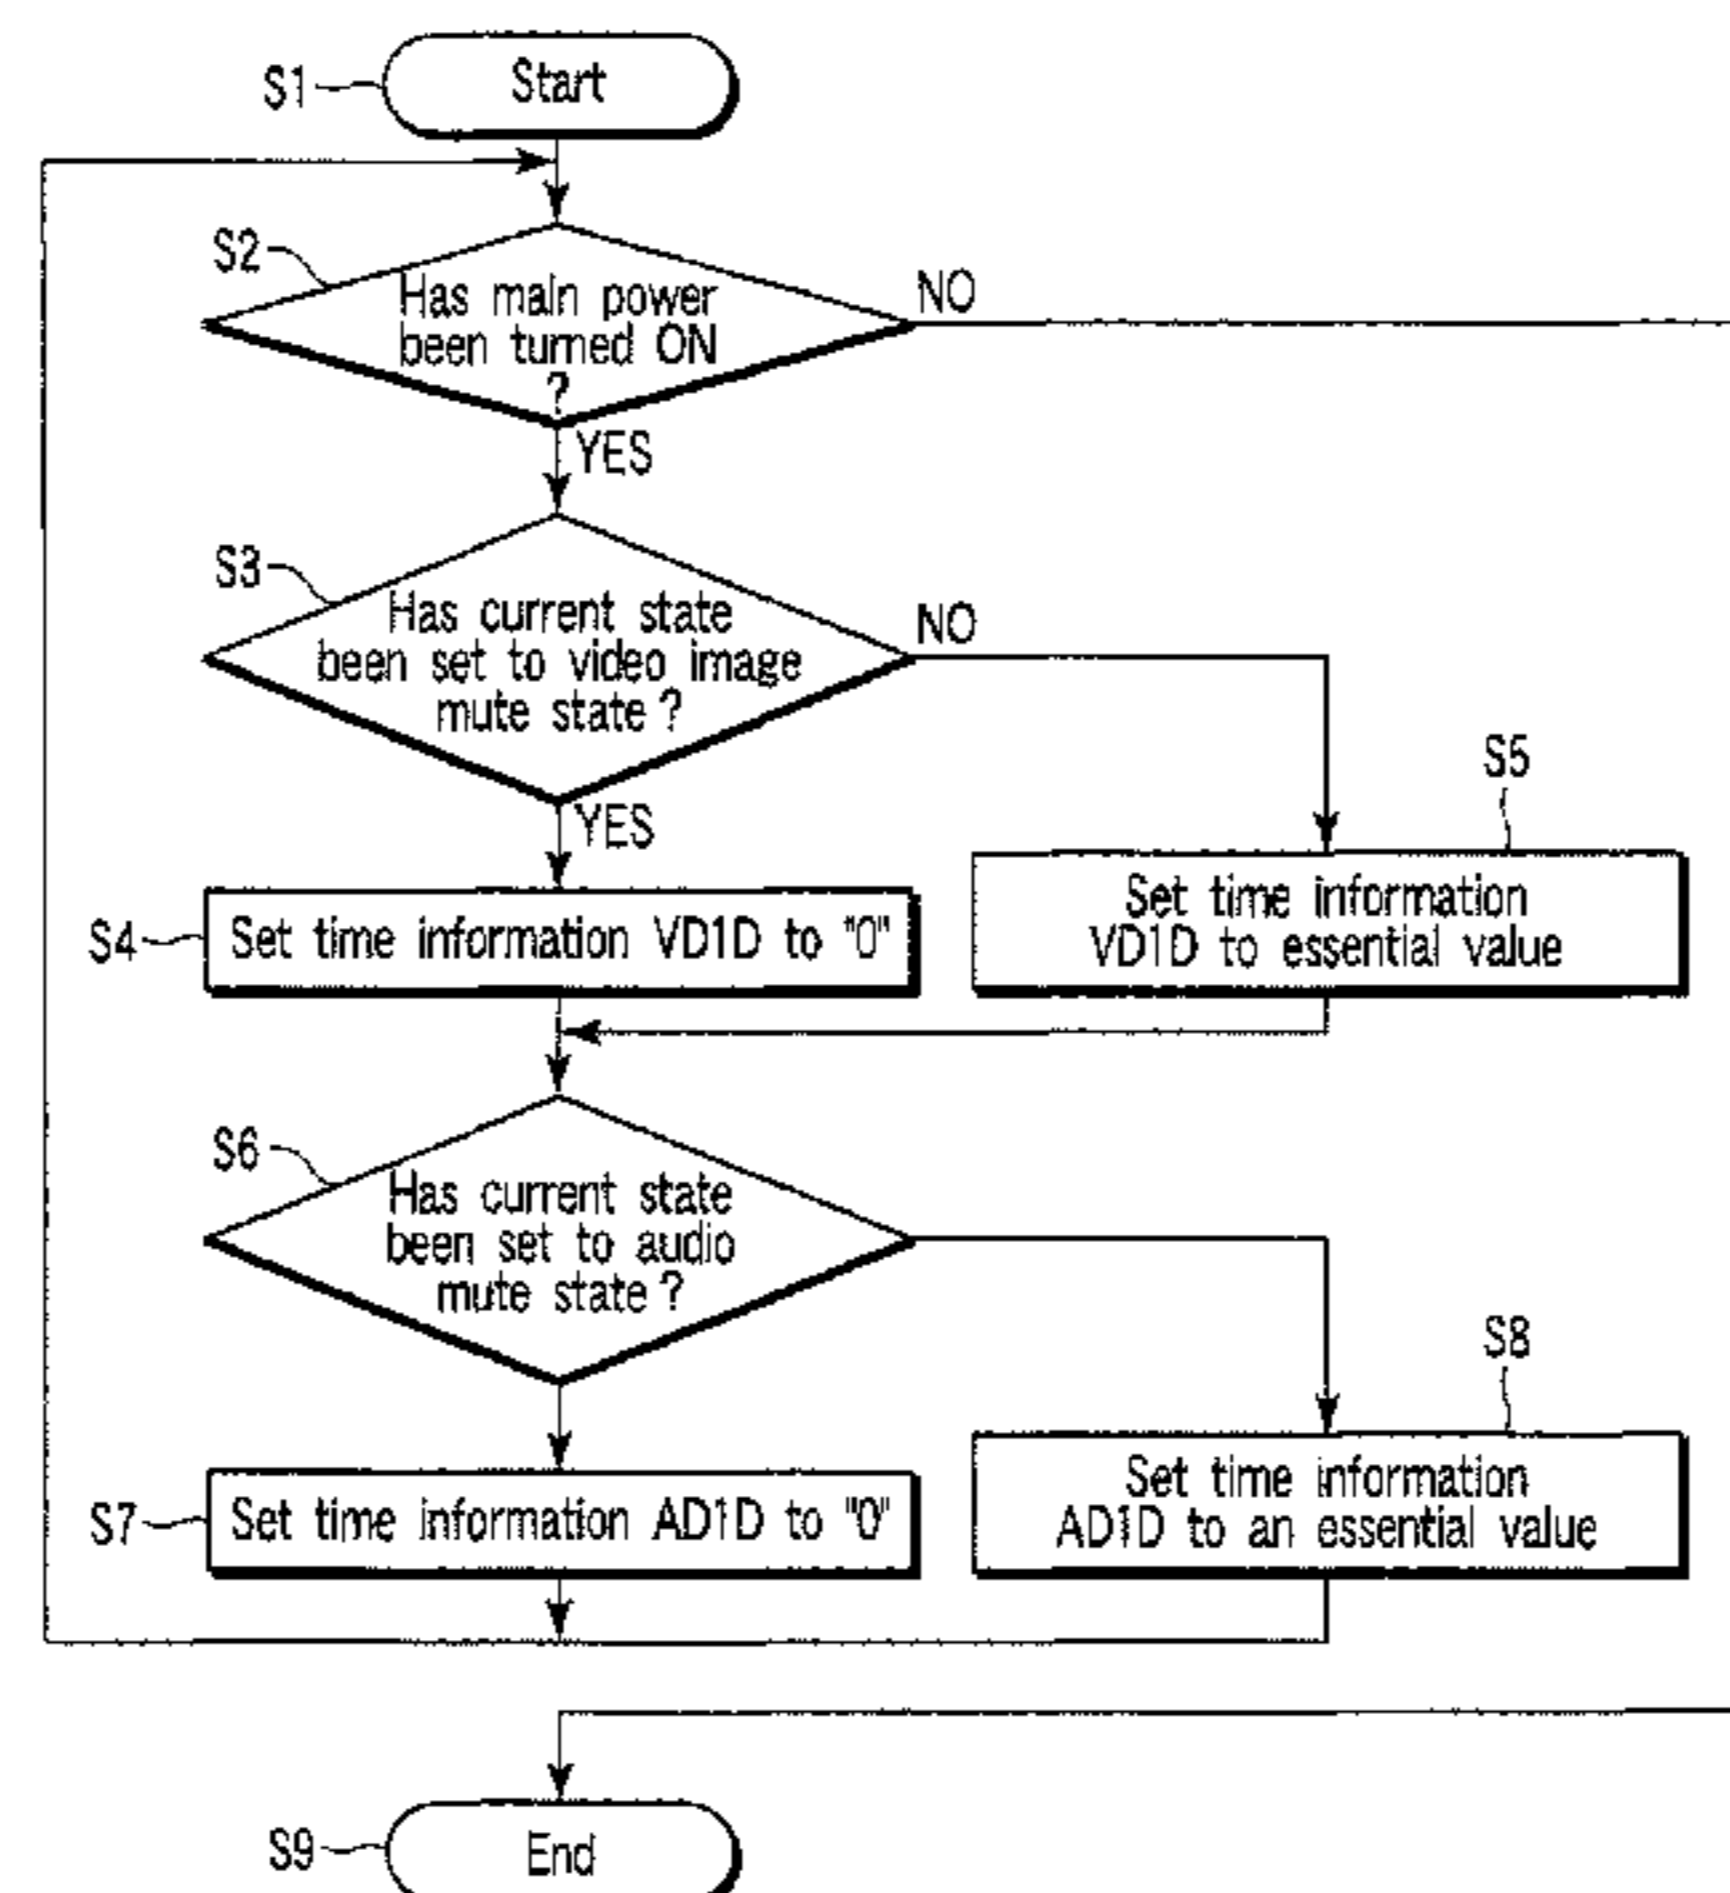 S1
Start
S2
Has main power
been turned ON
?
NO
YES
S3
Has current state
been set to video image
mute state ?
NO
YES
S5
Set time information
VD1D to essential value
S4
Set time information VD1D to "0"
S6
Has current state
been set to audio
mute state ?
S8
Set time information
AD1D to an essential value
S7
Set time information AD1D to "0"
S9
End